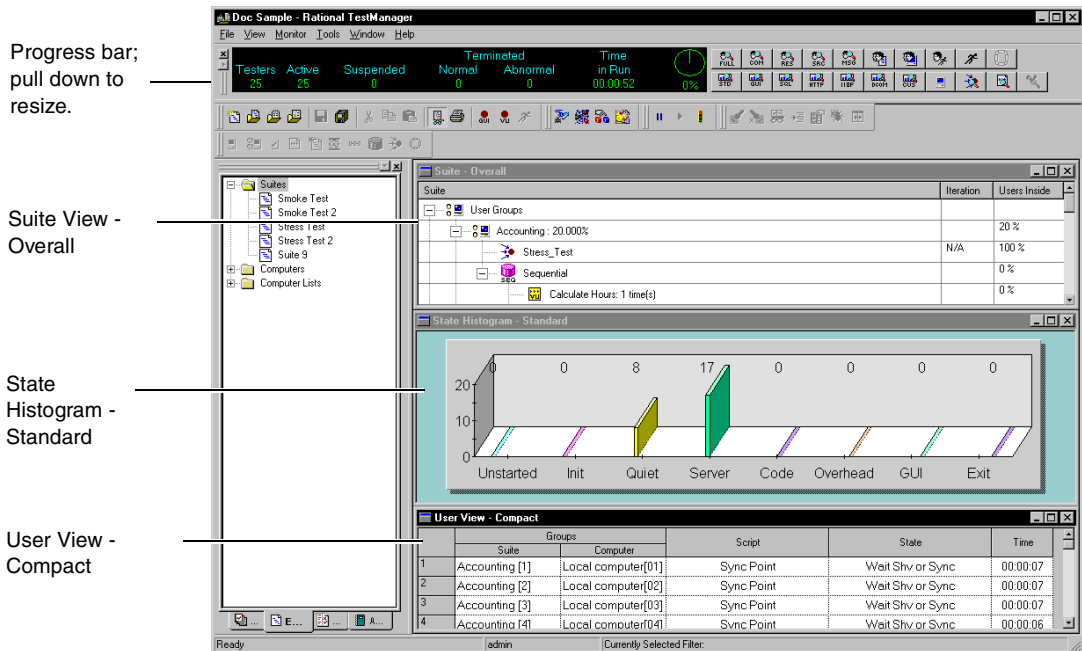 Progress bar;
pull down to
resize.
Suite View -
Overall
State
Histogram -
Standard
User View -
Compact
Doc Sample - Rational TestManager
File View Monitor Tools Window Help
Terminated Time
Testers Active Suspended Normal Abnormal in Run
25 25 0 0 0 00:00:52 0%
FULL COM RES SRC MSG
STD GUI SQL HTTP IIOP DCOM CUS
GUI VU
Suites
Smoke Test
Smoke Test 2
Stress Test
Stress Test 2
Suite 9
Computers
Computer Lists
E...
A...
Suite - Overall
Suite Iteration Users Inside
User Groups
Accounting : 20.000% 20 %
Stress_Test N/A 100 %
Sequential 0 %
SEQ
VU Calculate Hours: 1 time(s) 0 %
State Histogram - Standard
0 0 8 17 0 0 0 0
20
10
0
Unstarted Init Quiet Server Code Overhead GUI Exit
User View - Compact
Groups Script State Time
Suite Computer
1 Accounting [1] Local computer[01] Sync Point Wait Shv or Sync 00:00:07
2 Accounting [2] Local computer[02] Sync Point Wait Shv or Sync 00:00:07
3 Accounting [3] Local computer[03] Sync Point Wait Shv or Sync 00:00:07
4 Accounting [4] Local computer[04] Sync Point Wait Shv or Sync 00:00:06
Ready admin Currently Selected Filter: